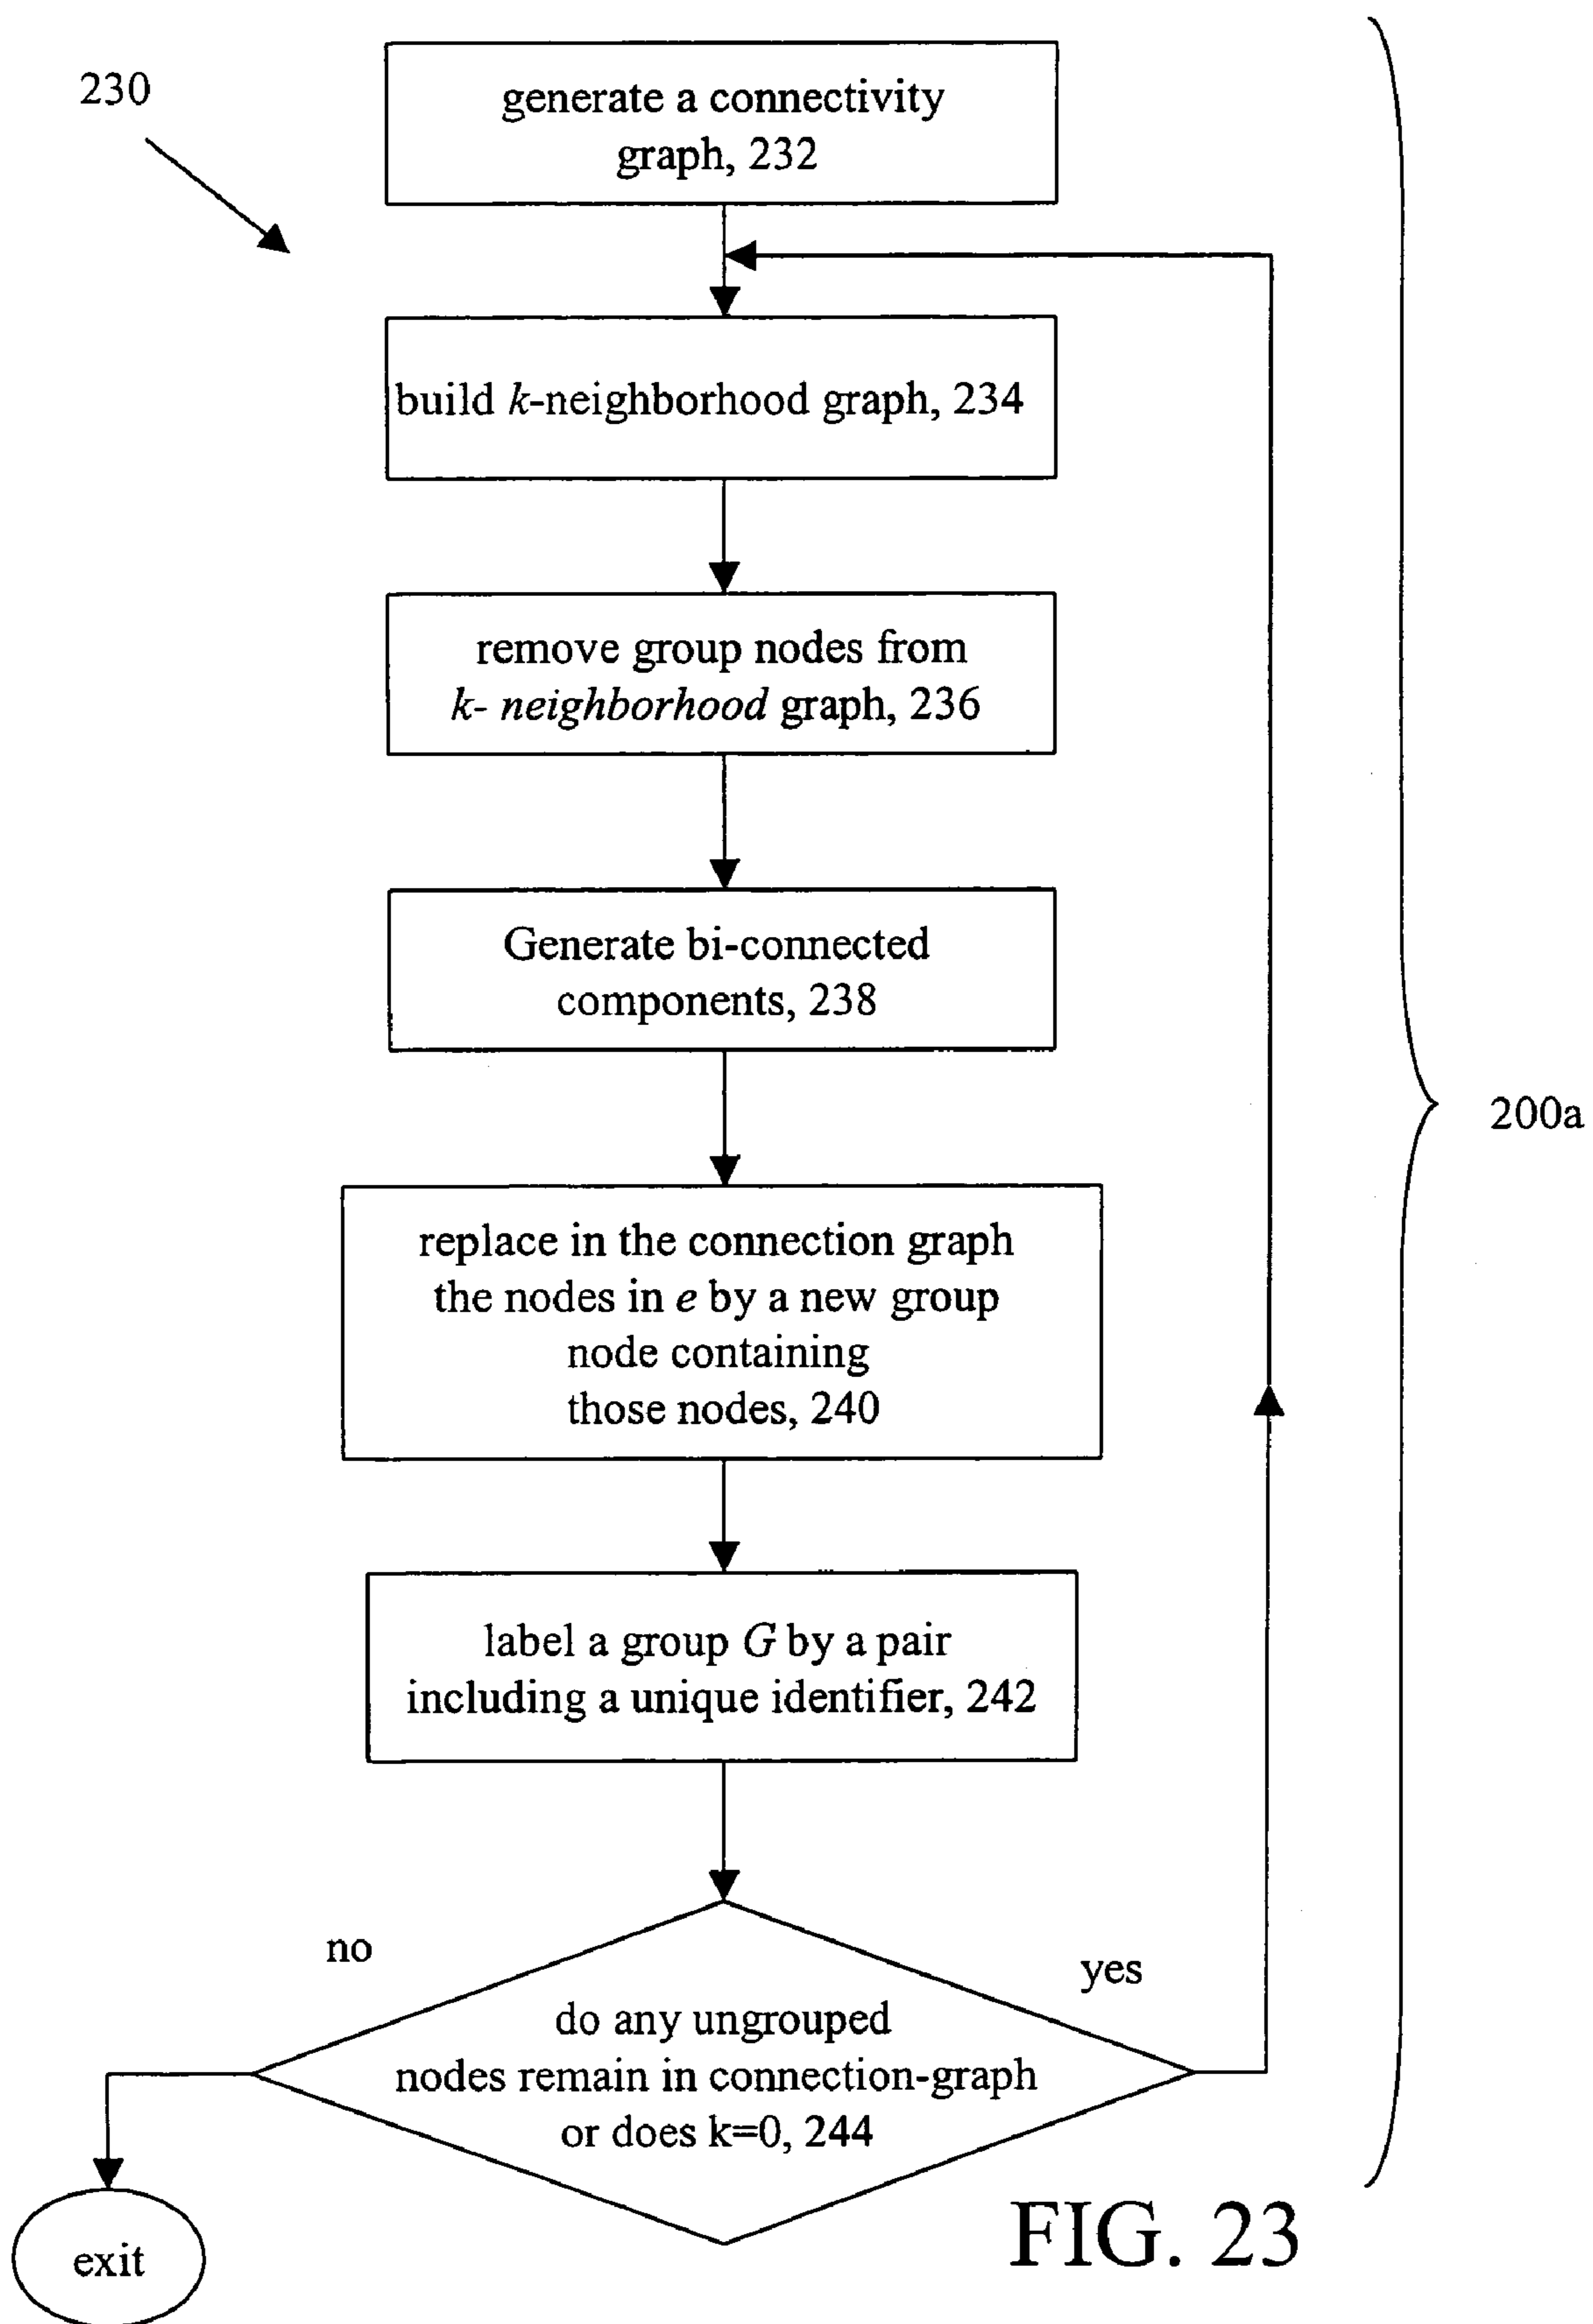 230
generate a connectivity
graph, 232
build k-neighborhood graph, 234
remove group nodes from
k- neighborhood graph, 236
Generate bi-connected
components, 238
200a
replace in the connection graph
the nodes in e by a new group
node containing
those nodes, 240
label a group G by a pair
including a unique identifier, 242
no
yes
do any ungrouped
nodes remain in connection-graph
or does k=0, 244
exit
FIG. 23